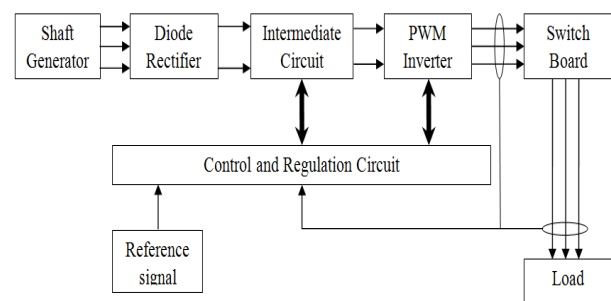 Shaft
Generator
Diode
Rectifier
Intermediate
Circuit
PWM
Inverter
Switch
Board
Control and Regulation Circuit
Reference
signal
Load